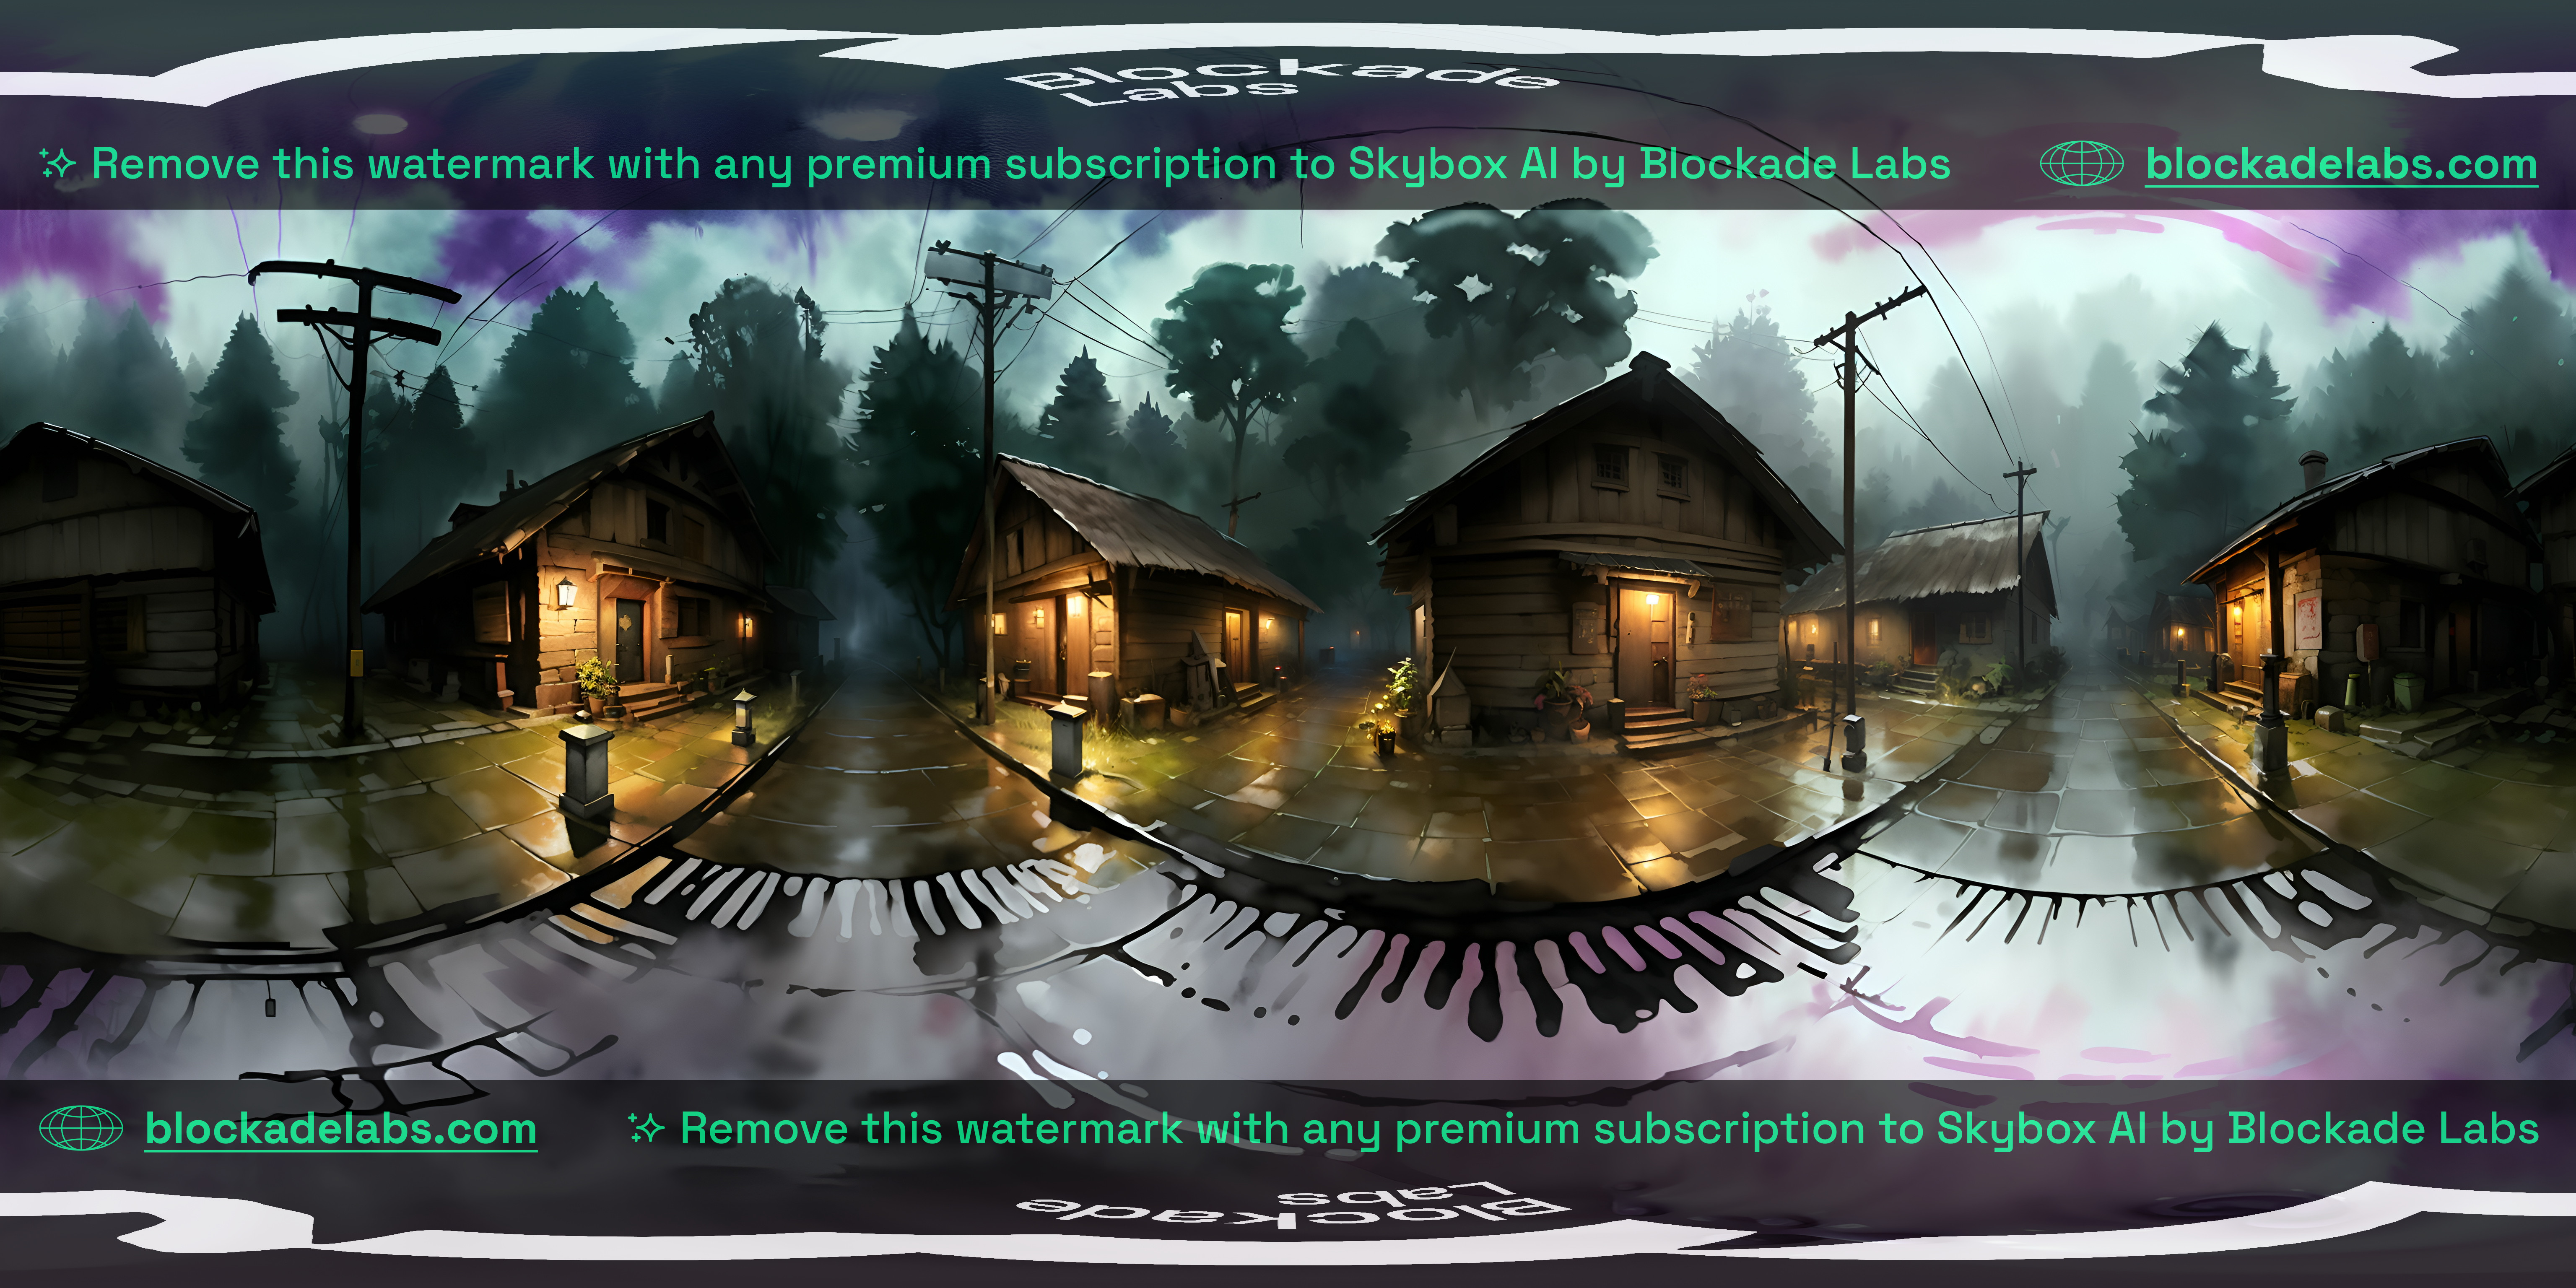 Blockade
Labs
Remove this watermark with any premium subscription to Skybox AI by Blockade Labs
blockadelabs.com
blockadelabs.com
Remove this watermark with any premium subscription to Skybox AI by Blockade Labs
Labs
Blockade